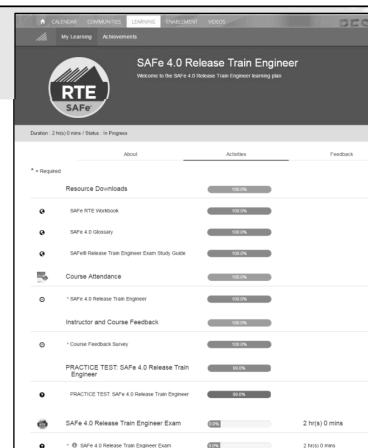 CALENDAR COMMUNITIES LEARNING ENABLEMENT VIDEOS
My Learning Achievements
SAFe 4.0 Release Train Engineer
Welcome to the SAFe 4.0 Release Train Engineer learning plan
RTE
SAFe
Duration : 2 hr(s) 0 mins / Status : In Progress
About Activities Feedback
* = Required
Resource Downloads 100.0%
SAFe RTE Workbook 100.0%
SAFe 4.0 Glossary 100.0%
SAFe® Release Train Engineer Exam Study Guide 100.0%
Course Attendance 100.0%
* SAFe 4.0 Release Train Engineer 100.0%
Instructor and Course Feedback 100.0%
* Course Feedback Survey 100.0%
PRACTICE TEST: SAFe 4.0 Release Train 99.0%
Engineer
PRACTICE TEST: SAFe 4.0 Release Train Engineer 99.0%
SAFe 4.0 Release Train Engineer Exam 0.0% 2 hr(s) 0 mins
* SAFe 4.0 Release Train Engineer Exam 0.0% 2 hr(s) 0 mins